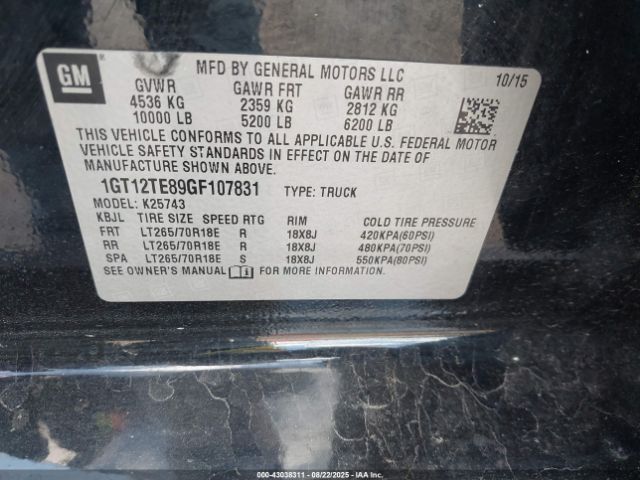 GM
MFD BY GENERAL MOTORS LLC 10/15
GVWR GAWR FRT GAWR RR
4536 KG 2359 KG 2812 KG
10000 LB 5200 LB 6200 LB
THIS VEHICLE CONFORMS TO ALL APPLICABLE U.S. FEDERAL MOTOR
VEHICLE SAFETY STANDARDS IN EFFECT ON THE DATE OF
MANUFACTURE SHOWN ABOVE.
1GT12TE89GF107831 TYPE: TRUCK
MODEL: K25743
KBJL TIRE SIZE SPEED RTG RIM COLD TIRE PRESSURE
FRT LT265/70R18E R 18X8J 420KPA(60PSI)
RR LT265/70R18E R 18X8J 480KPA(70PSI)
SPA LT265/70R18E S 18X8J 550KPA(80PSI)
SEE OWNER'S MANUAL FOR MORE INFORMATION.
000-43038311 - 08/22/2025 - COPYRIGHT IAA, LLC